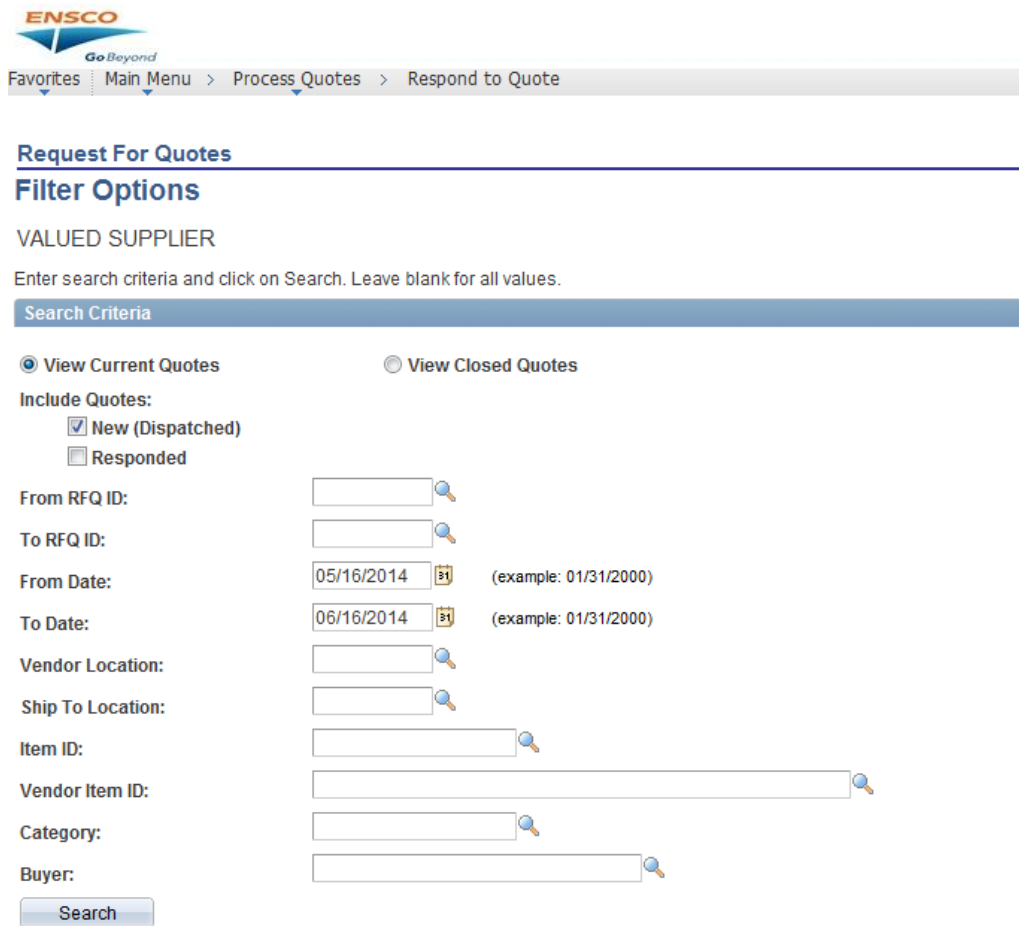 ENSCO
Go Beyond
Favorites Main Menu > Process Quotes > Respond to Quote
Request For Quotes
Filter Options
VALUED SUPPLIER
Enter search criteria and click on Search. Leave blank for all values.
Search Criteria
View Current Quotes View Closed Quotes
Include Quotes:
New (Dispatched)
Responded
From RFQ ID:
To RFQ ID:
From Date: 05/16/2014 31 (example: 01/31/2000)
To Date: 06/16/2014 31 (example: 01/31/2000)
Vendor Location:
Ship To Location:
Item ID:
Vendor Item ID:
Category:
Buyer:
Search